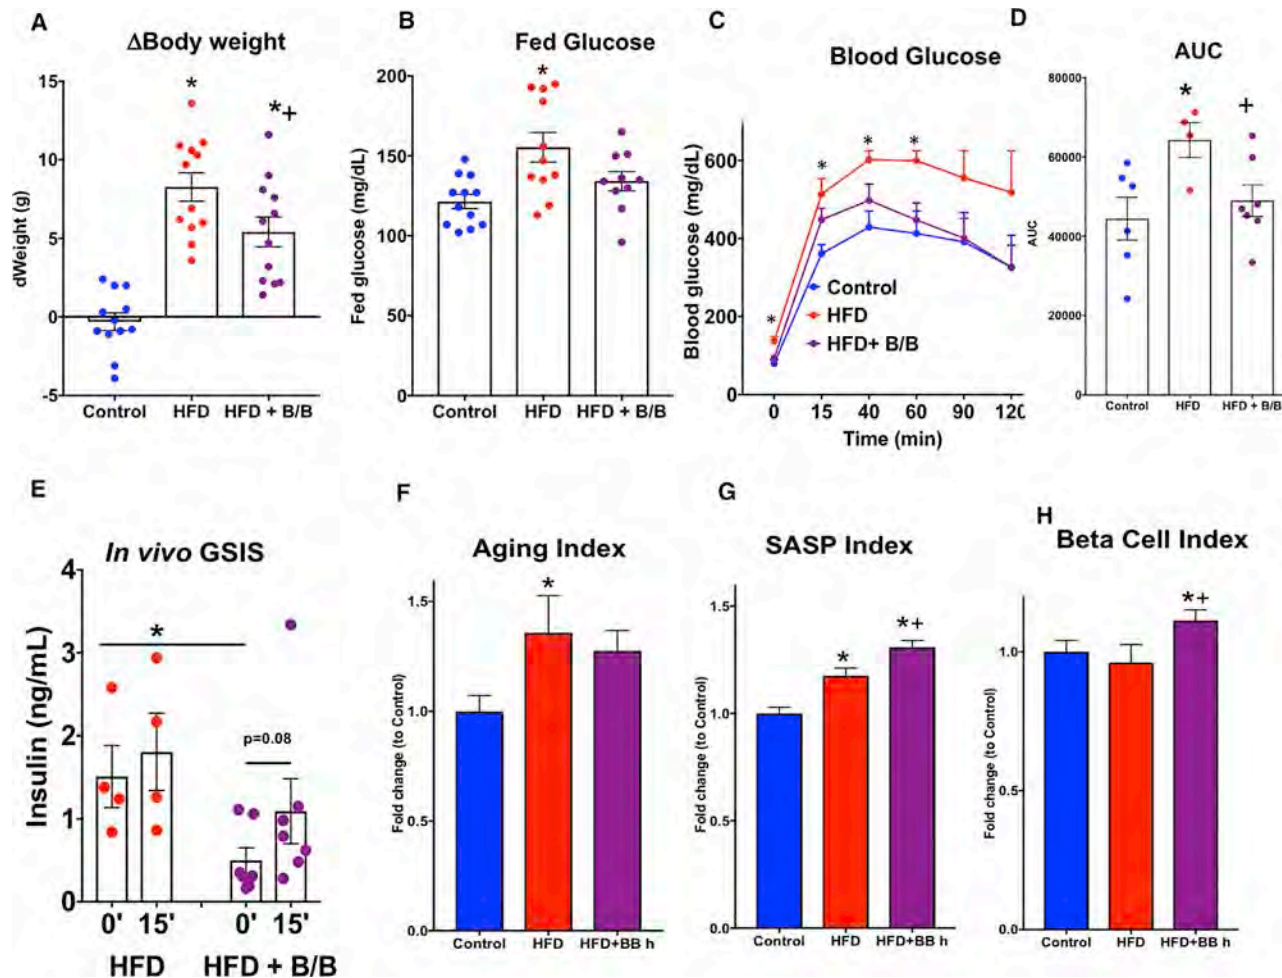 A
ΔBody weight
15
10
5
0
-5
dWeight (g)
*
*+
Control
HFD
HFD + B/B
B
Fed Glucose
200
150
100
50
0
Fed glucose (mg/dL)
*
Control
HFD
HFD + B/B
C
Blood Glucose
600
400
200
0
Blood glucose (mg/dL)
*
*
*
*
Control
HFD
HFD+ B/B
0
15
40
60
90
120
Time (min)
D
AUC
80000
60000
40000
20000
0
AUC
*
+
Control
HFD
HFD + B/B
E
In vivo GSIS
4
3
2
1
0
Insulin (ng/mL)
*
p=0.08
0'
15'
0'
15'
HFD
HFD + B/B
F
Aging Index
1.5
1.0
0.5
0.0
Fold change (to Control)
*
Control
HFD
HFD+BB h
G
SASP Index
1.5
1.0
0.5
0.0
Fold change (to Control)
*
*+
Control
HFD
HFD+BB h
H
Beta Cell Index
1.0
0.5
0.0
Fold change (to Control)
*+
Control
HFD
HFD+BB h